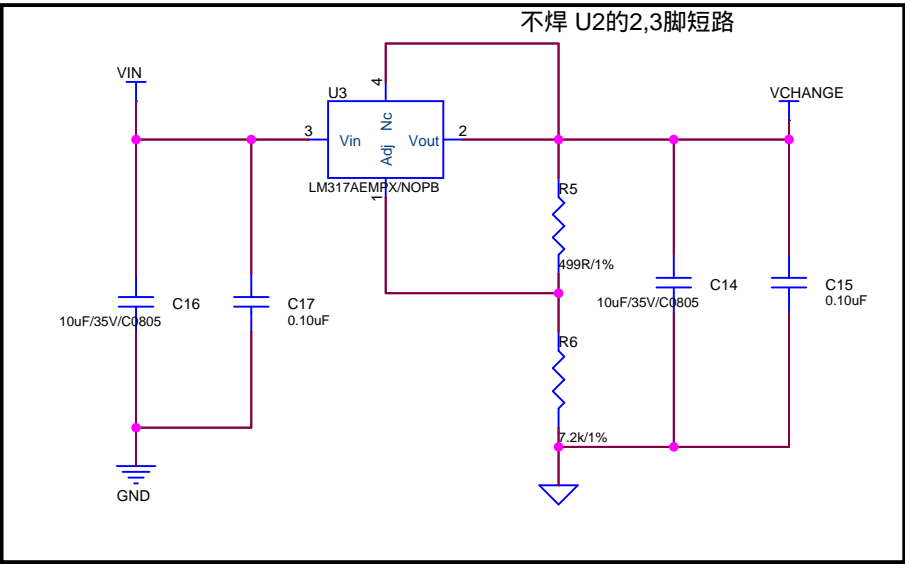 不焊 U2的2,3脚短路
VIN
4
U3
VCHANGE
3
Vin
Nc
Adj
Vout
2
LM317AEMPX/NOPB
1
R5
499R/1%
C16
10uF/35V/C0805
C17
0.10uF
C14
10uF/35V/C0805
C15
0.10uF
R6
7.2k/1%
GND